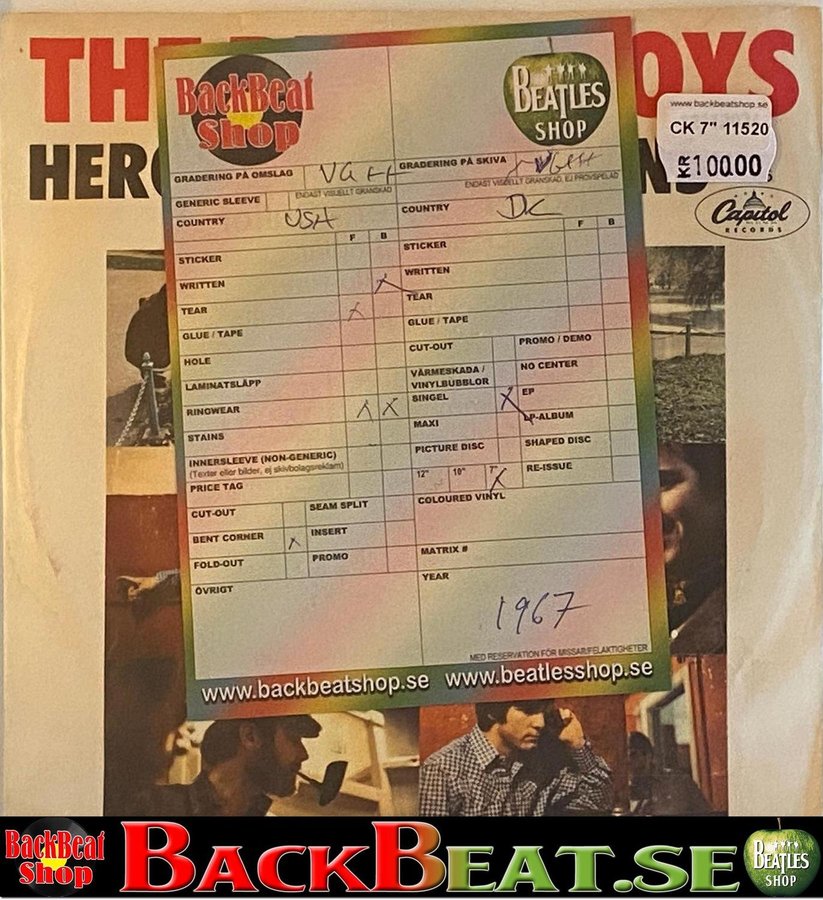 THE OYS
HERO NS
www.backbeatshop.se
CK 7" 11520
KR 100.00
Capitol
RECORDS
BackBeat
Shop
BEATLES
SHOP
GRADERING PÅ OMSLAG VG++
GRADERING PÅ SKIVA
ENDAST VISUELLT GRANSKAD
ENDAST VISUELLT GRANSKAD, EJ PROVSPELAD
GENERIC SLEEVE
COUNTRY USA
COUNTRY DK
F B
F B
STICKER
WRITTEN
TEAR X
GLUE / TAPE
HOLE
LAMINATSLÄPP
RINGWEAR X X
STAINS
INNERSLEEVE (NON-GENERIC)
(Texter eller bilder, ej skivbolagsreklam)
PRICE TAG
CUT-OUT
SEAM SPLIT
BENT CORNER X
INSERT
FOLD-OUT
PROMO
ÖVRIGT
STICKER
WRITTEN
TEAR
GLUE / TAPE
CUT-OUT
PROMO / DEMO
VÄRMESKADA /
VINYLBUBBLOR
NO CENTER
SINGEL X
EP
MAXI
LP-ALBUM
PICTURE DISC
SHAPED DISC
12" 10" 7" X
RE-ISSUE
COLOURED VINYL
MATRIX #
YEAR
1967
MED RESERVATION FÖR MISSAR/FELAKTIGHETER
www.backbeatshop.se www.beatlesshop.se
BackBeat
Shop
BACKBEAT.SE
BEATLES
SHOP